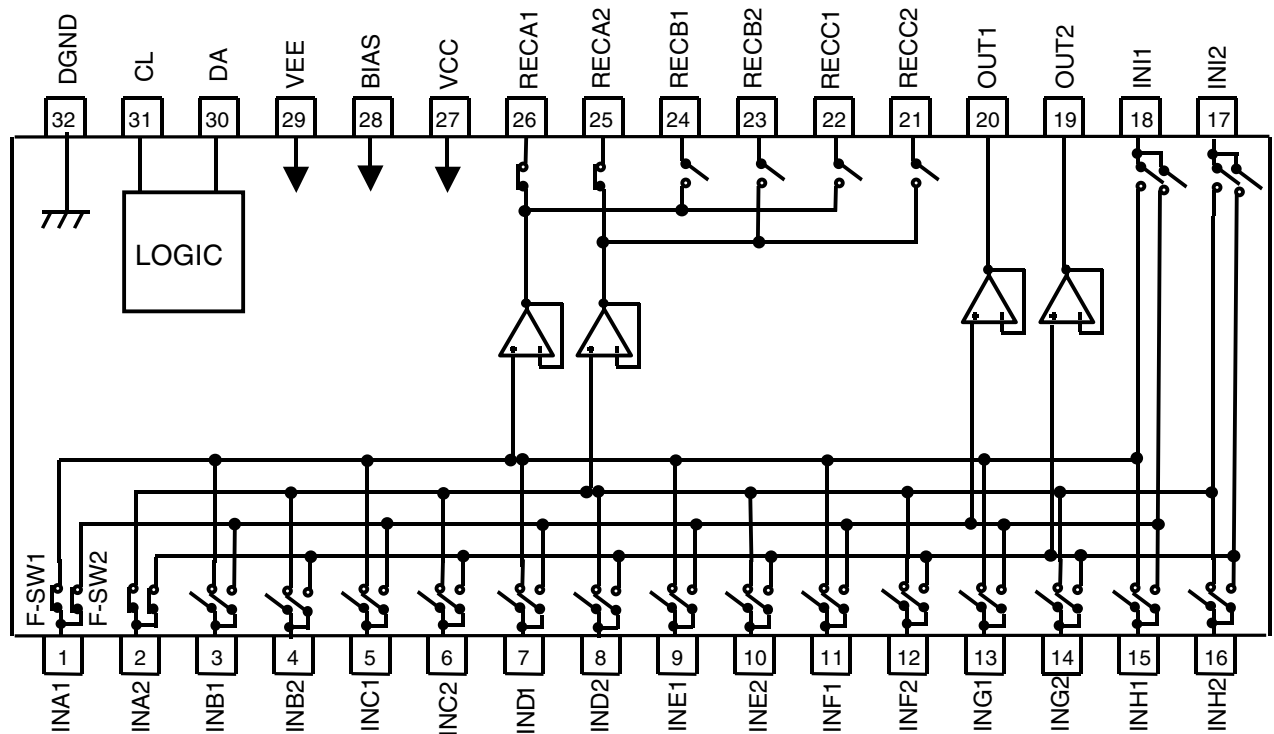 DGND CL DA VEE BIAS VCC RECA1 RECA2 RECB1 RECB2 RECC1 RECC2 OUT1 OUT2 INI1 INI2
32 31 30 29 28 27 26 25 24 23 22 21 20 19 18 17
LOGIC
F-SW1 F-SW2
1 2 3 4 5 6 7 8 9 10 11 12 13 14 15 16
INA1 INA2 INB1 INB2 INC1 INC2 IND1 IND2 INE1 INE2 INF1 INF2 ING1 ING2 INH1 INH2